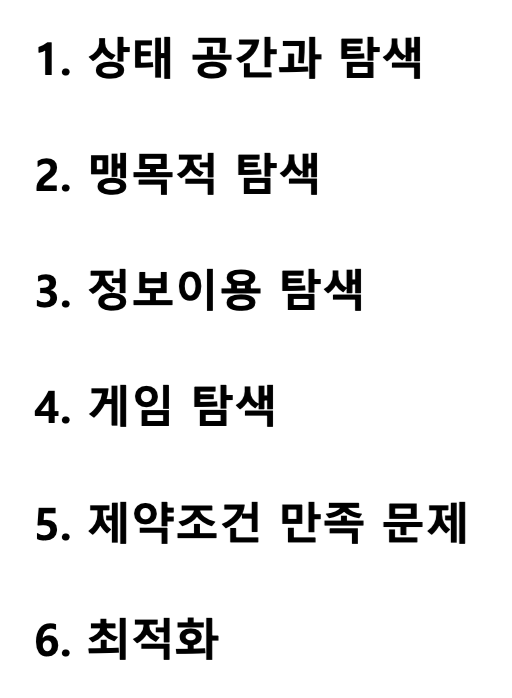 1. 상태 공간과 탐색
2. 맹목적 탐색
3. 정보이용 탐색
4. 게임 탐색
5. 제약조건 만족 문제
6. 최적화